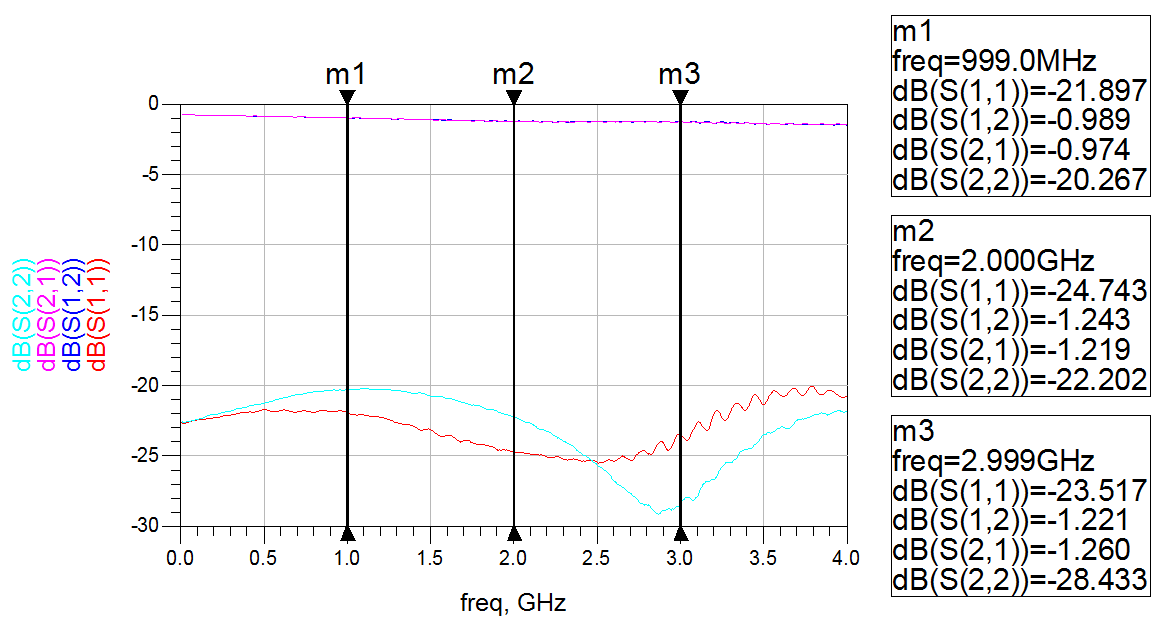 m1 m2 m3
0
-5
-10
-15
-20
-25
-30
0.0 0.5 1.0 1.5 2.0 2.5 3.0 3.5 4.0
freq, GHz
dB(S(2,2))
dB(S(2,1))
dB(S(1,2))
dB(S(1,1))
m1
freq=999.0MHz
dB(S(1,1))=-21.897
dB(S(1,2))=-0.989
dB(S(2,1))=-0.974
dB(S(2,2))=-20.267
m2
freq=2.000GHz
dB(S(1,1))=-24.743
dB(S(1,2))=-1.243
dB(S(2,1))=-1.219
dB(S(2,2))=-22.202
m3
freq=2.999GHz
dB(S(1,1))=-23.517
dB(S(1,2))=-1.221
dB(S(2,1))=-1.260
dB(S(2,2))=-28.433